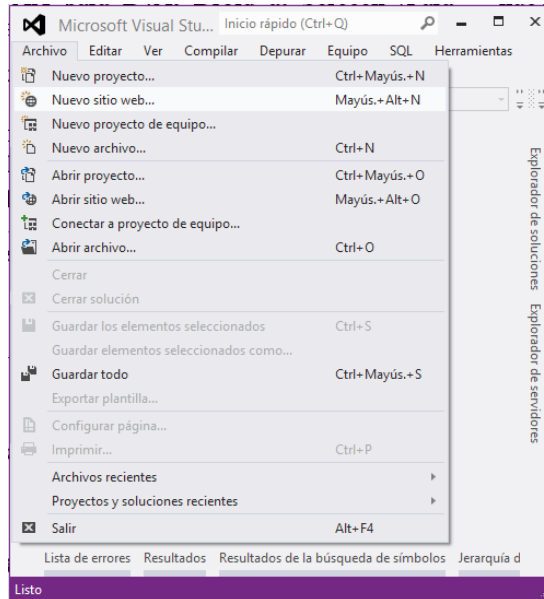 Microsoft Visual Stu... Inicio rápido (Ctrl+Q)
Archivo Editar Ver Compilar Depurar Equipo SQL Herramientas
Nuevo proyecto... Ctrl+Mayús.+N
Nuevo sitio web... Mayús.+Alt+N
Nuevo proyecto de equipo...
Nuevo archivo... Ctrl+N
Abrir proyecto... Ctrl+Mayús.+O
Abrir sitio web... Mayús.+Alt+O
Conectar a proyecto de equipo...
Abrir archivo... Ctrl+O
Cerrar
Cerrar solución
Guardar los elementos seleccionados Ctrl+S
Guardar elementos seleccionados como...
Guardar todo Ctrl+Mayús.+S
Exportar plantilla...
Configurar página...
Imprimir... Ctrl+P
Archivos recientes
Proyectos y soluciones recientes
Salir Alt+F4
Explorador de soluciones
Explorador de servidores
Lista de errores Resultados Resultados de la búsqueda de símbolos Jerarquía d
Listo